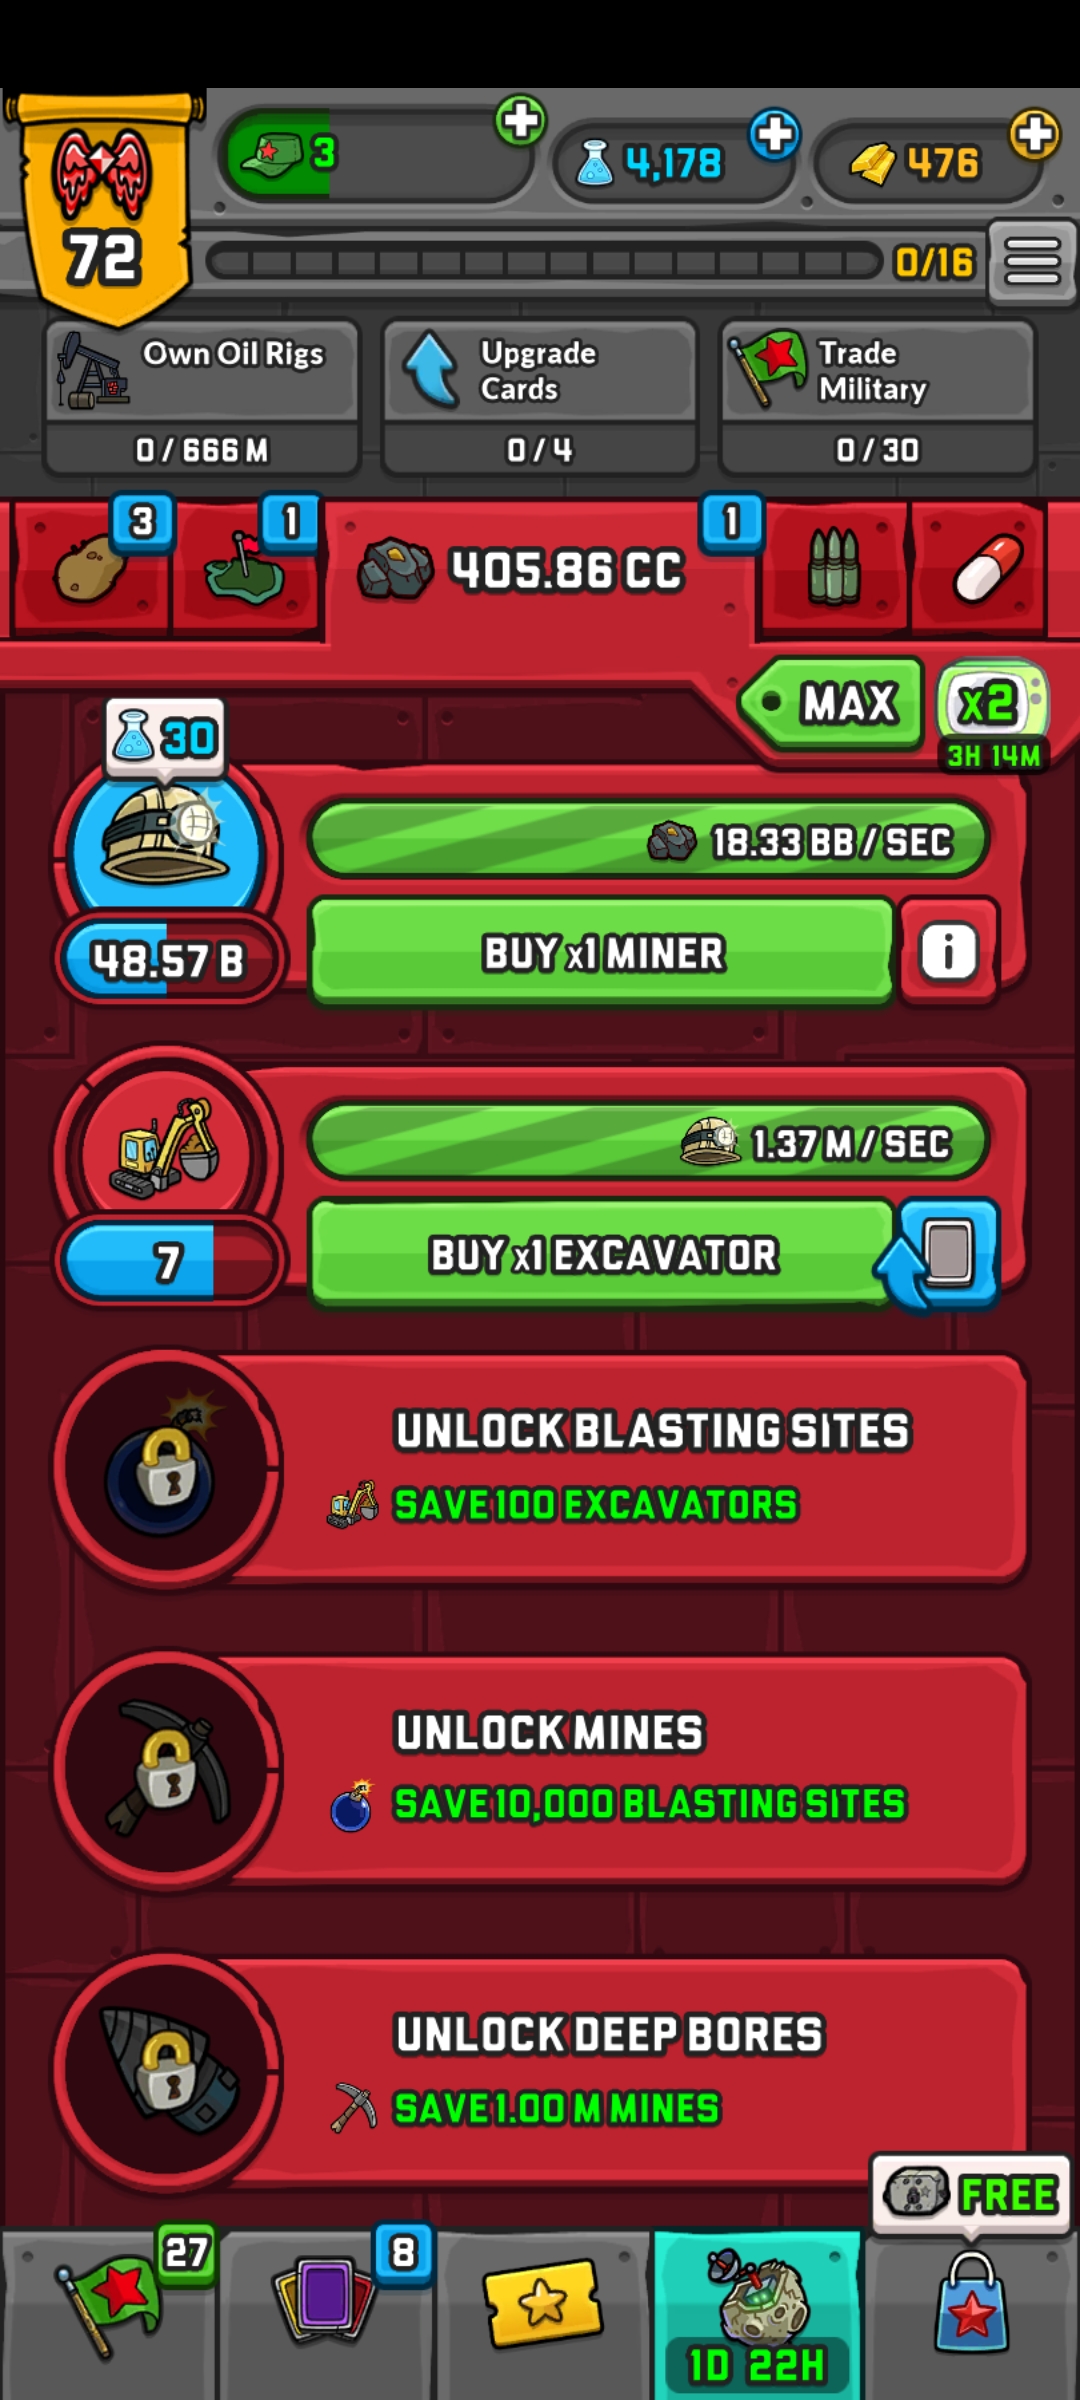 3
4,178
476
72
0/16
Own Oil Rigs
0 / 666 M
Upgrade
Cards
0 / 4
Trade
Military
0 / 30
3
1
405.86 CC
1
MAX
x2
3H 14M
30
18.33 BB / SEC
48.57 B
BUY x1 MINER
i
1.37 M / SEC
7
BUY x1 EXCAVATOR
UNLOCK BLASTING SITES
SAVE 100 EXCAVATORS
UNLOCK MINES
SAVE 10,000 BLASTING SITES
UNLOCK DEEP BORES
SAVE 1.00 M MINES
FREE
27
8
1D 22H